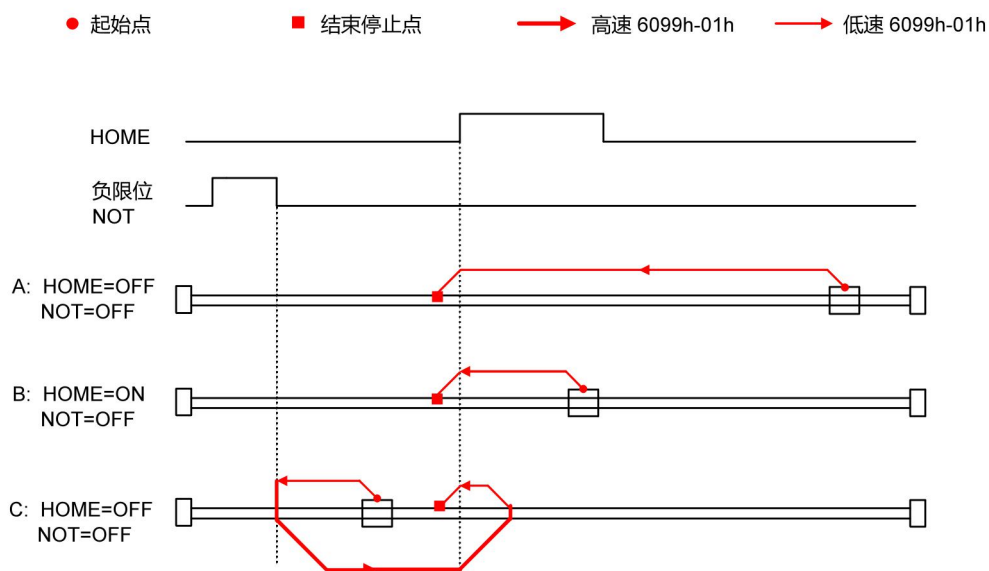 起始点
结束停止点
高速 6099h-01h
低速 6099h-01h
HOME
负限位
NOT
A: HOME=OFF
NOT=OFF
B: HOME=ON
NOT=OFF
C: HOME=OFF
NOT=OFF